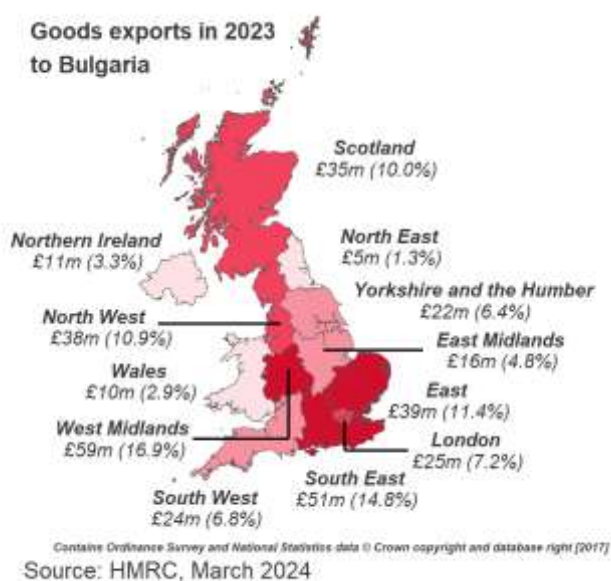 Goods exports in 2023
to Bulgaria
Scotland
£35m (10.0%)
Northern Ireland
£11m (3.3%)
North East
£5m (1.3%)
Yorkshire and the Humber
£22m (6.4%)
North West
£38m (10.9%)
East Midlands
£16m (4.8%)
Wales
£10m (2.9%)
East
£39m (11.4%)
West Midlands
£59m (16.9%)
London
£25m (7.2%)
South West
£24m (6.8%)
South East
£51m (14.8%)
Contains Ordinance Survey and National Statistics data © Crown copyright and database right [2017]
Source: HMRC, March 2024